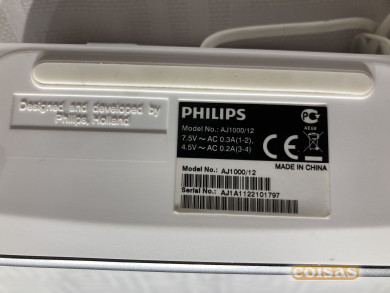 Designed and developed by
Philips, Holland
PHILIPS
Model No.: AJ1000/12
7.5V ~ AC 0.3A(1-2),
4.5V ~ AC 0.2A(3-4)
CE
MADE IN CHINA
Model No.: AJ1000/12
Serial No.: AJ1A1122101797
coisas